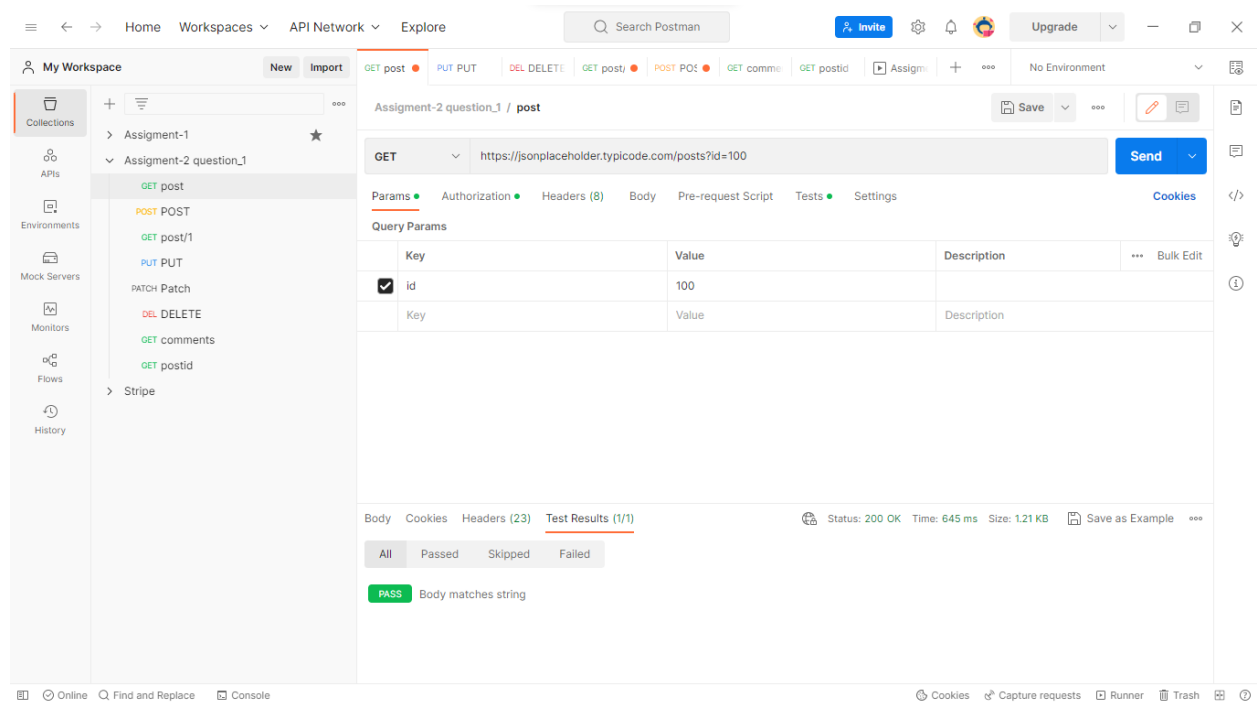 Home Workspaces API Network Explore Search Postman Invite Upgrade
My Workspace New Import GET post PUT PUT DEL DELETE GET post/ POST POS GET comme GET postid Assigm No Environment
Collections
APIs
Environments
Mock Servers
Monitors
Flows
History
Assigment-1
Assigment-2 question_1
GET post
POST POST
GET post/1
PUT PUT
PATCH Patch
DEL DELETE
GET comments
GET postid
Stripe
Assigment-2 question_1 / post Save
GET https://jsonplaceholder.typicode.com/posts?id=100 Send
Params Authorization Headers (8) Body Pre-request Script Tests Settings Cookies
Query Params
Key Value Description Bulk Edit
id 100
Key Value Description
Body Cookies Headers (23) Test Results (1/1) Status: 200 OK Time: 645 ms Size: 1.21 KB Save as Example
All Passed Skipped Failed
PASS Body matches string
Online Find and Replace Console Cookies Capture requests Runner Trash